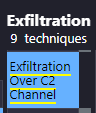 Exfiltration
9 techniques
Exfiltration
Over C2
Channel